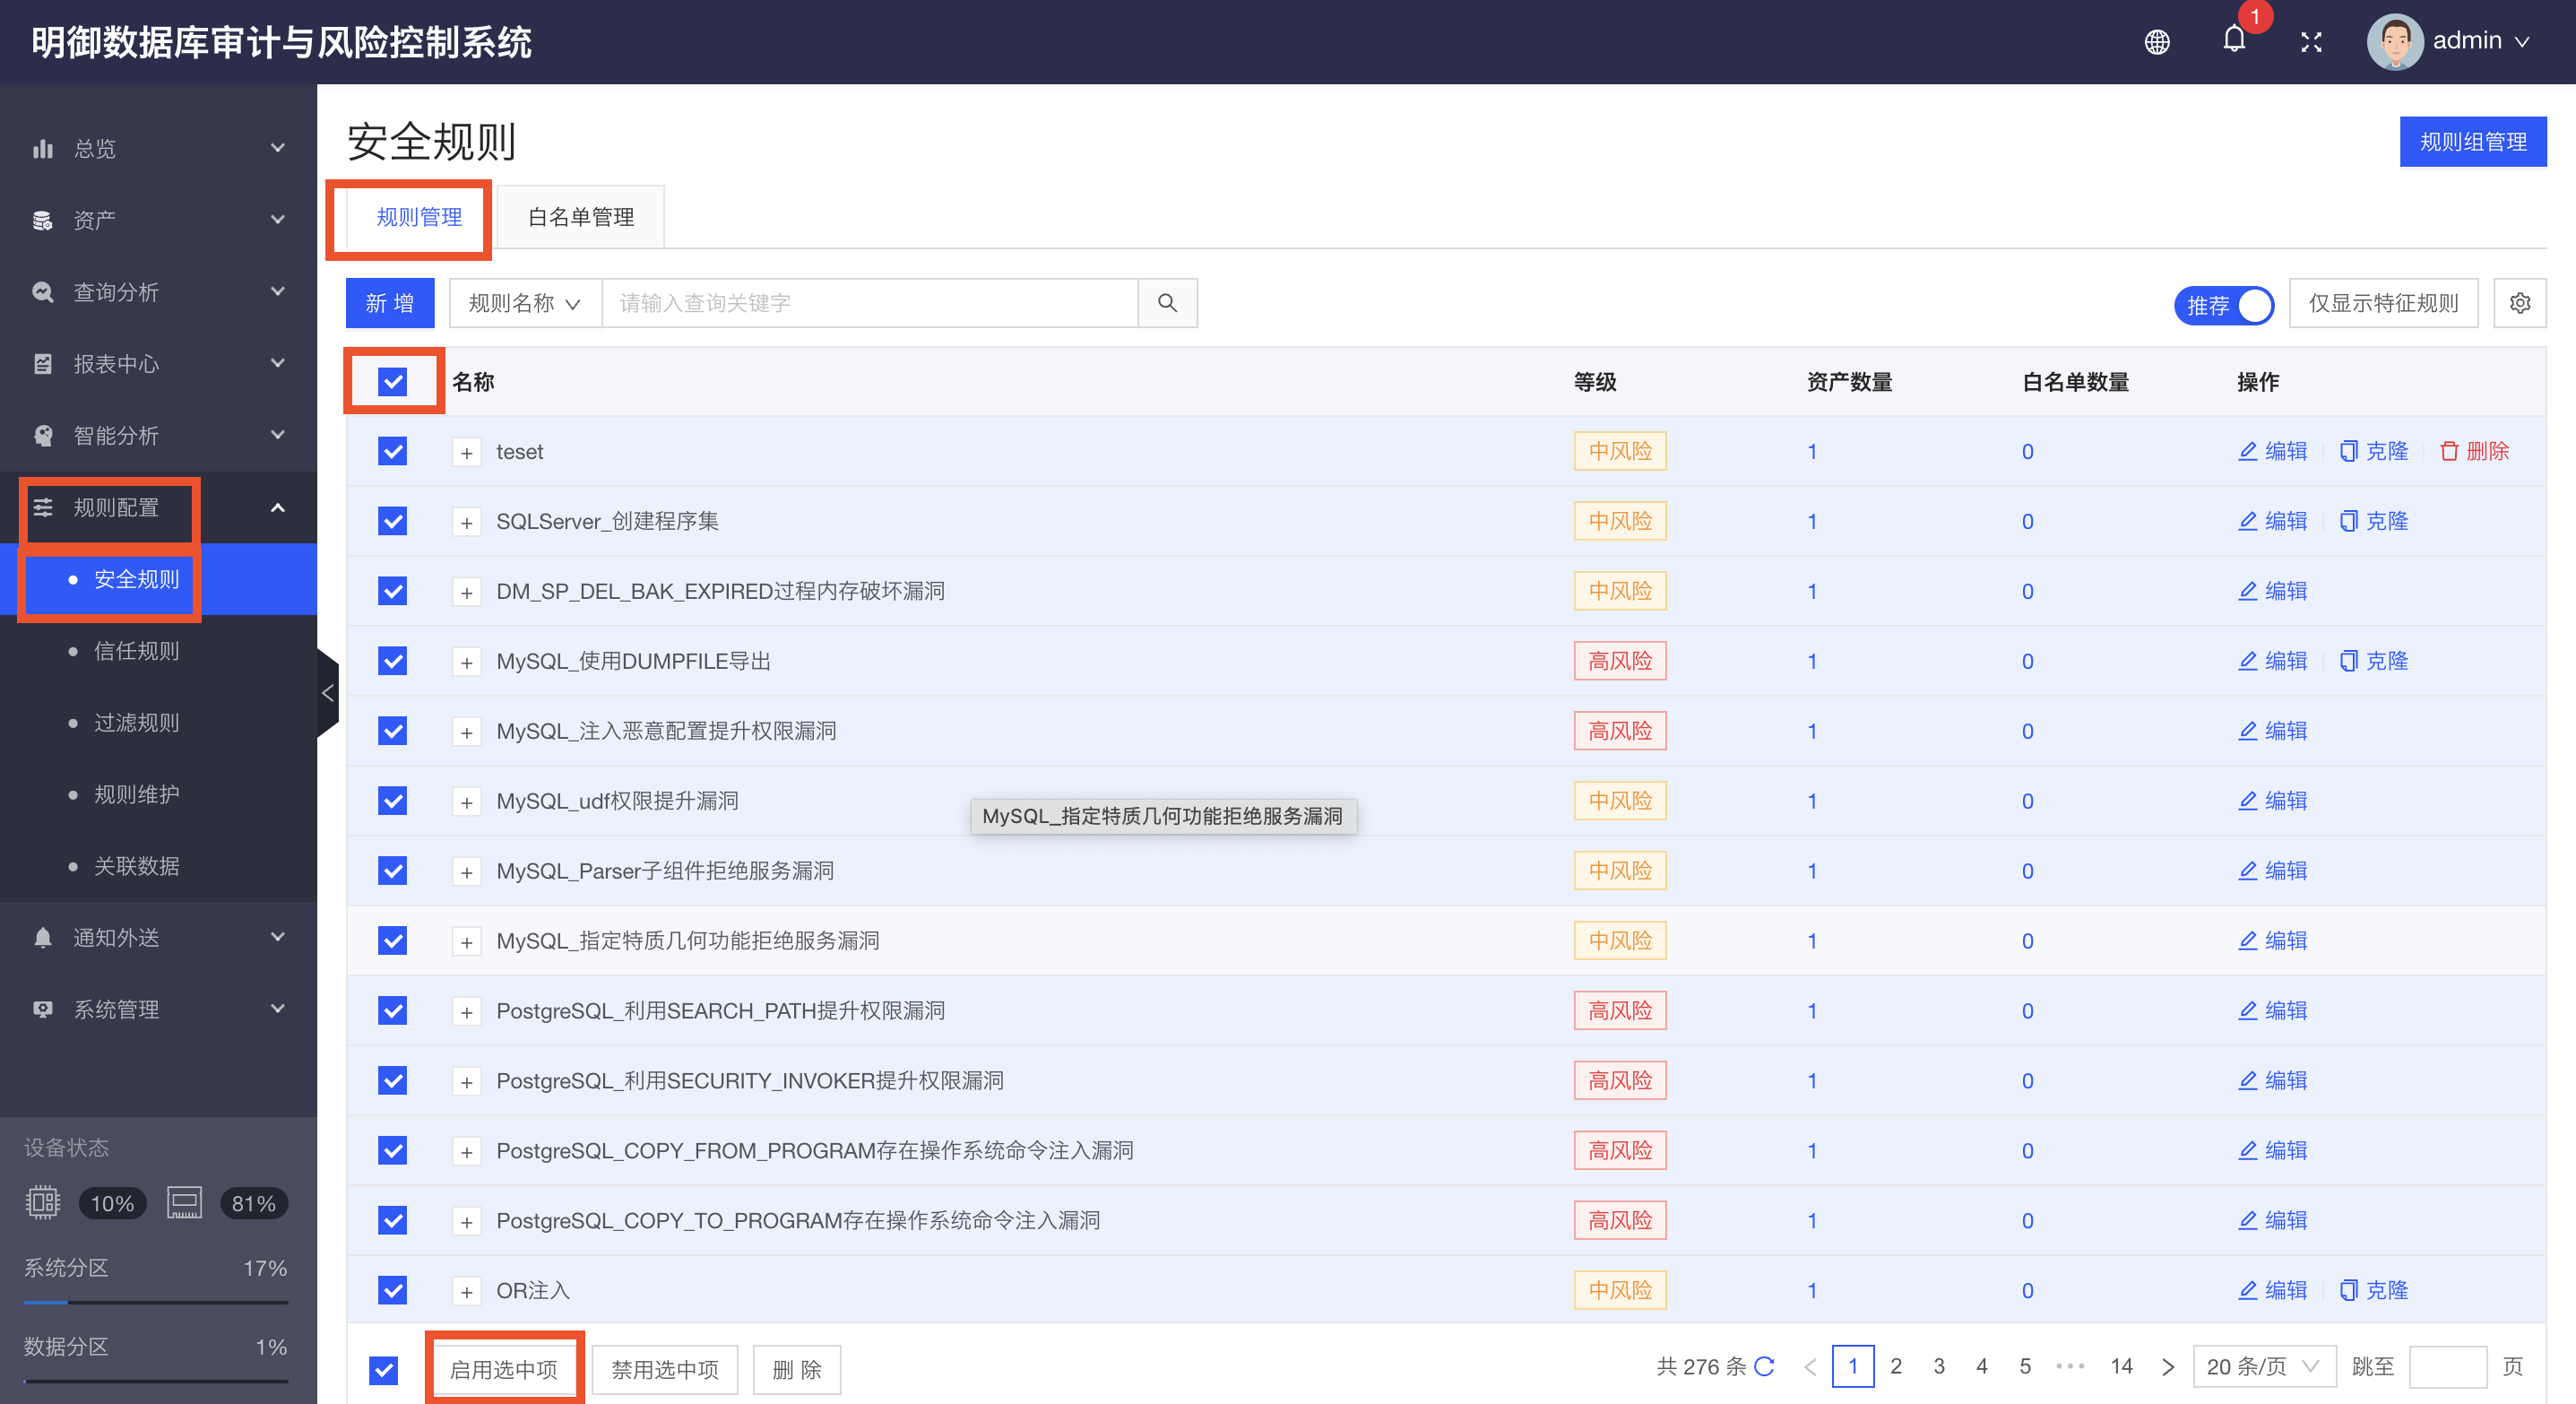 明御数据库审计与风险控制系统
1
admin
总览
资产
查询分析
报表中心
智能分析
规则配置
安全规则
信任规则
过滤规则
规则维护
关联数据
通知外送
系统管理
设备状态
10% 81%
系统分区 17%
数据分区 1%
安全规则
规则组管理
规则管理 白名单管理
新 增 规则名称 请输入查询关键字 推荐 仅显示特征规则
名称 等级 资产数量 白名单数量 操作
+ teset 中风险 1 0 编辑 克隆 删除
+ SQLServer_创建程序集 中风险 1 0 编辑 克隆
+ DM_SP_DEL_BAK_EXPIRED过程内存破坏漏洞 中风险 1 0 编辑
+ MySQL_使用DUMPFILE导出 高风险 1 0 编辑 克隆
+ MySQL_注入恶意配置提升权限漏洞 高风险 1 0 编辑
+ MySQL_udf权限提升漏洞 中风险 1 0 编辑
MySQL_指定特质几何功能拒绝服务漏洞
+ MySQL_Parser子组件拒绝服务漏洞 中风险 1 0 编辑
+ MySQL_指定特质几何功能拒绝服务漏洞 中风险 1 0 编辑
+ PostgreSQL_利用SEARCH_PATH提升权限漏洞 高风险 1 0 编辑
+ PostgreSQL_利用SECURITY_INVOKER提升权限漏洞 高风险 1 0 编辑
+ PostgreSQL_COPY_FROM_PROGRAM存在操作系统命令注入漏洞 高风险 1 0 编辑
+ PostgreSQL_COPY_TO_PROGRAM存在操作系统命令注入漏洞 高风险 1 0 编辑
+ OR注入 中风险 1 0 编辑 克隆
启用选中项 禁用选中项 删 除 共 276 条 < 1 2 3 4 5 ••• 14 > 20 条/页 跳至 页